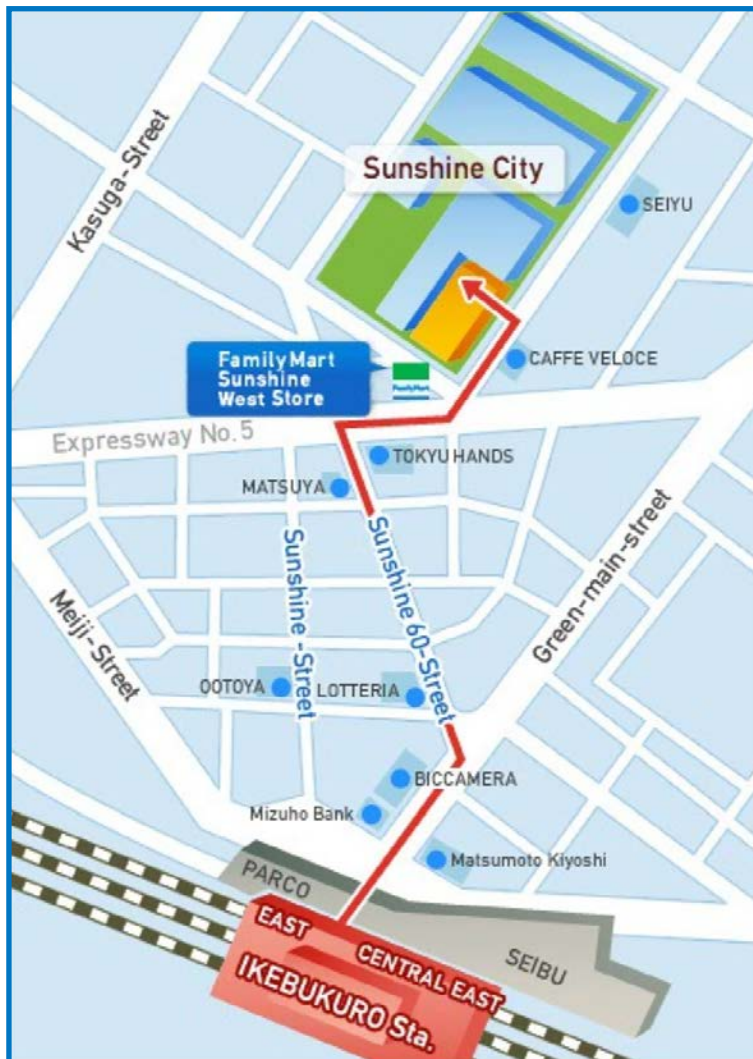 Kasuga-Street
Sunshine City
SEIYU
FamilyMart
Sunshine
West Store
FamilyMart
CAFFE VELOCE
Expressway No.5
TOKYU HANDS
MATSUYA
Sunshine -Street
Sunshine 60-Street
Green-main-street
Meiji-Street
OOTOYA
LOTTERIA
BICCAMERA
Mizuho Bank
Matsumoto Kiyoshi
PARCO
EAST
CENTRAL EAST
SEIBU
IKEBUKURO Sta.